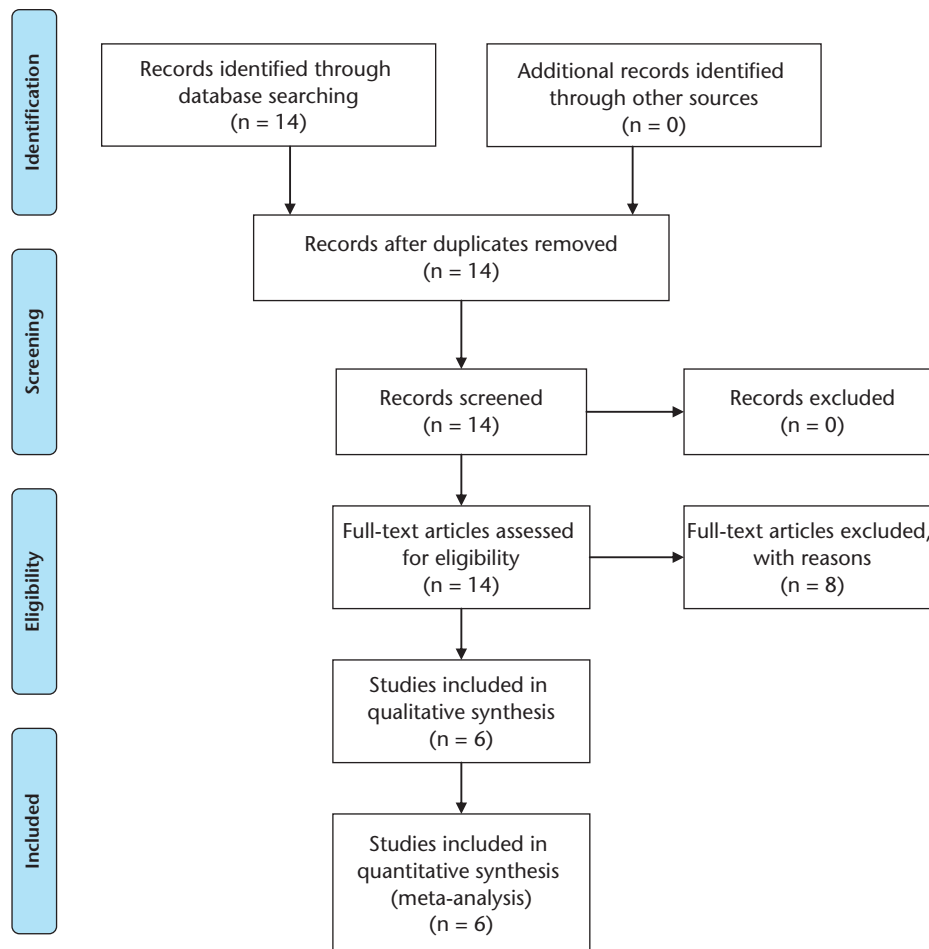 Identification
Records identified through
database searching
(n = 14)
Additional records identified
through other sources
(n = 0)
Records after duplicates removed
(n = 14)
Screening
Records screened
(n = 14)
Records excluded
(n = 0)
Eligibility
Full-text articles assessed
for eligibility
(n = 14)
Full-text articles excluded,
with reasons
(n = 8)
Studies included in
qualitative synthesis
(n = 6)
Included
Studies included in
quantitative synthesis
(meta-analysis)
(n = 6)